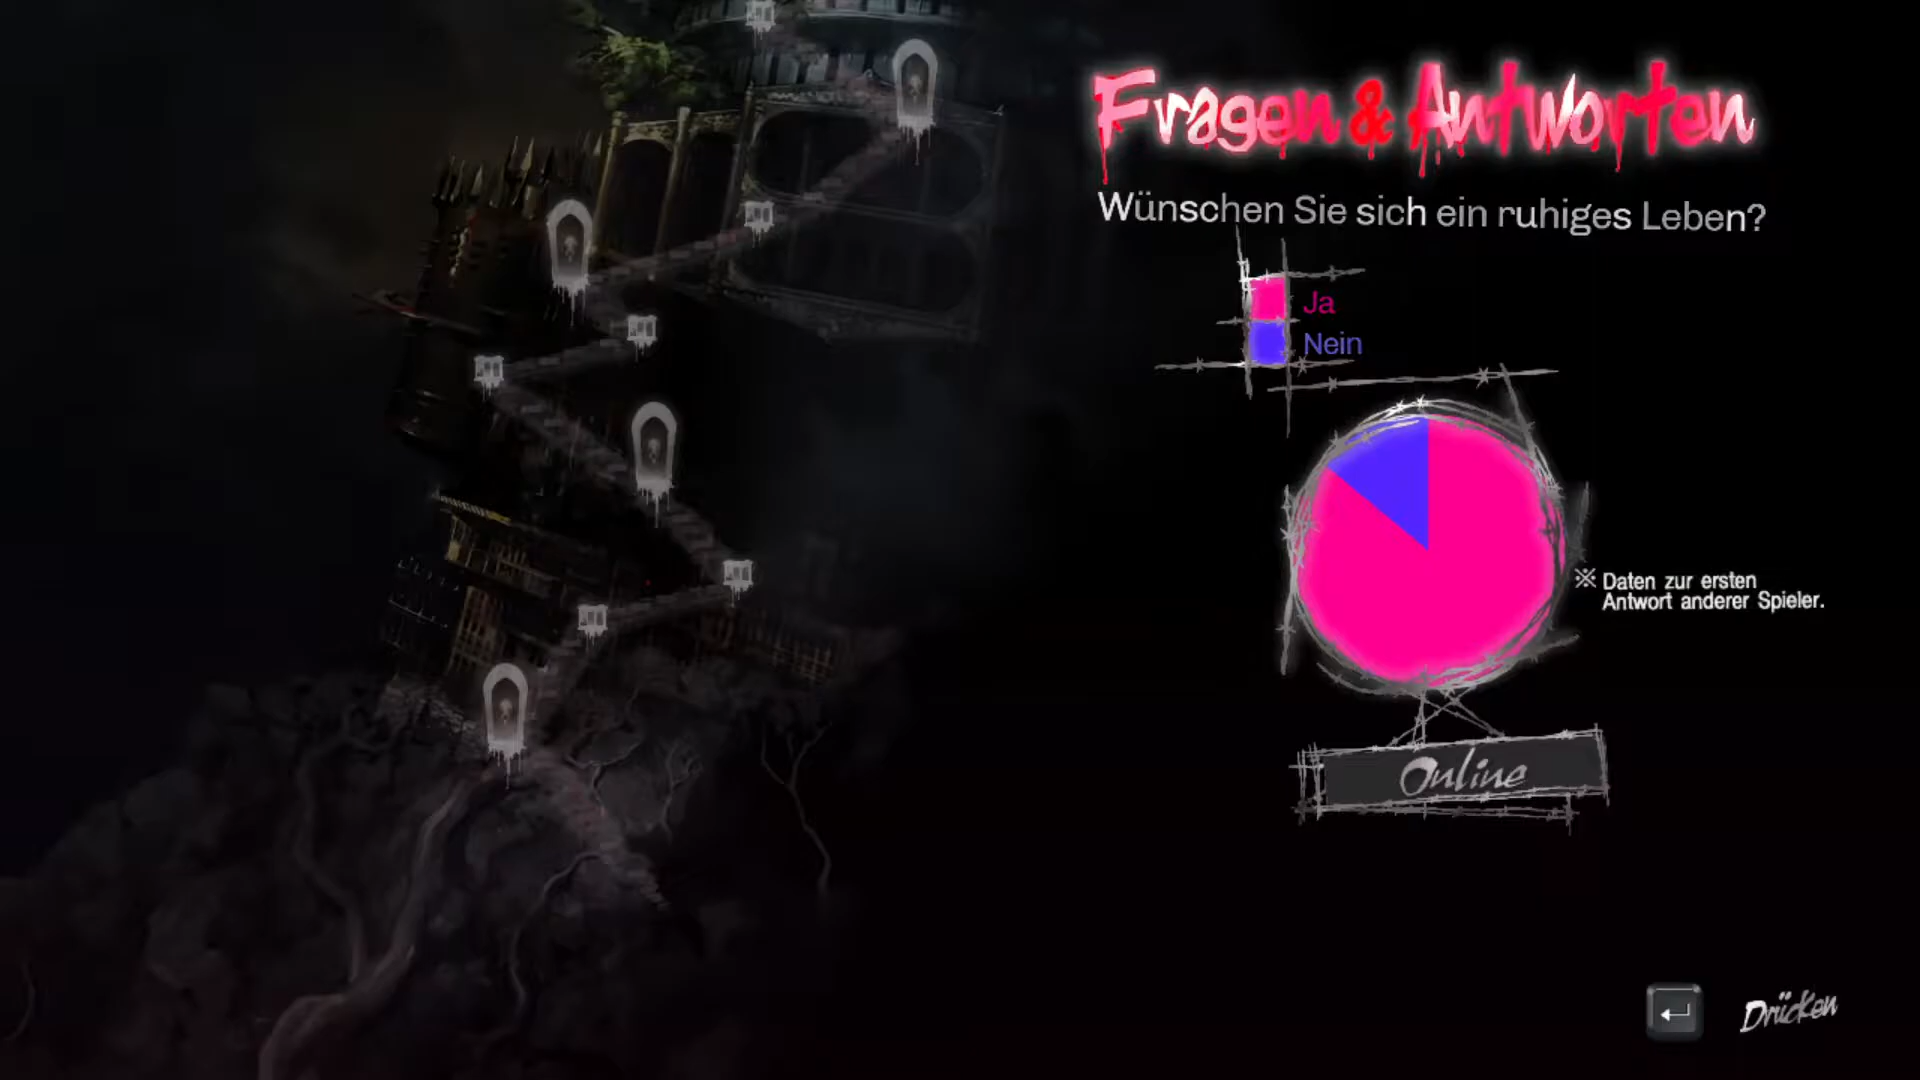 Fragen & Antworten
Wünschen Sie sich ein ruhiges Leben?
Ja
Nein
※ Daten zur ersten
Antwort anderer Spieler.
Online
Drücken